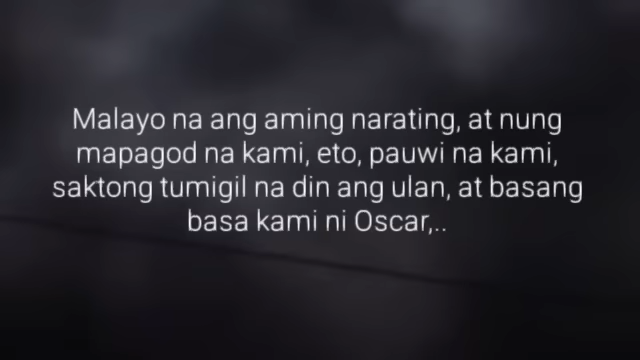 Malayo na ang aming narating, at nung
mapagod na kami, eto, pauwi na kami,
saktong tumigil na din ang ulan, at basang
basa kami ni Oscar,..